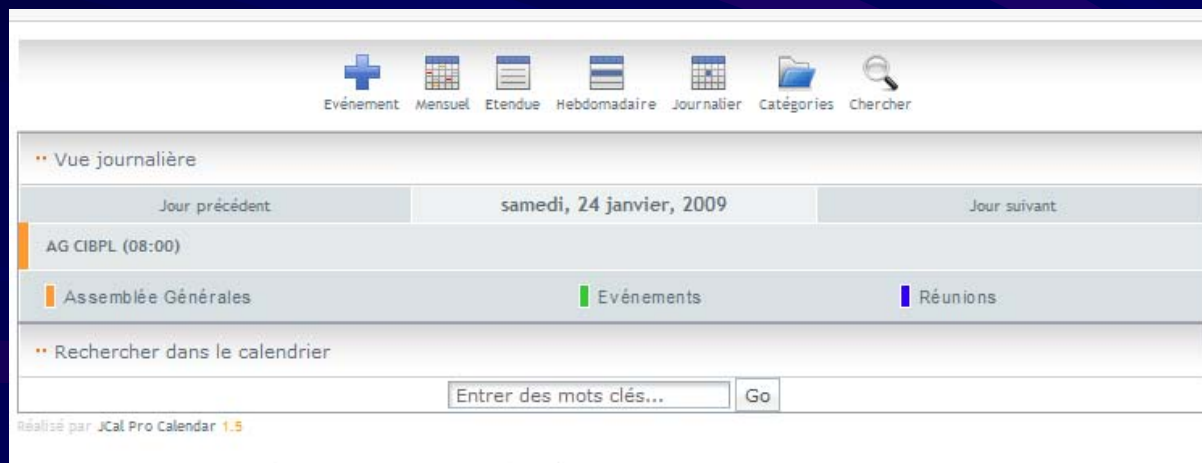 Evénement Mensuel Etendue Hebdomadaire Journalier Catégories Chercher
Vue journalière
Jour précédent samedi, 24 janvier, 2009 Jour suivant
AG CIBPL (08:00)
Assemblée Générales Evénements Réunions
Rechercher dans le calendrier
Entrer des mots clés... Go
Réalisé par JCal Pro Calendar 1.5